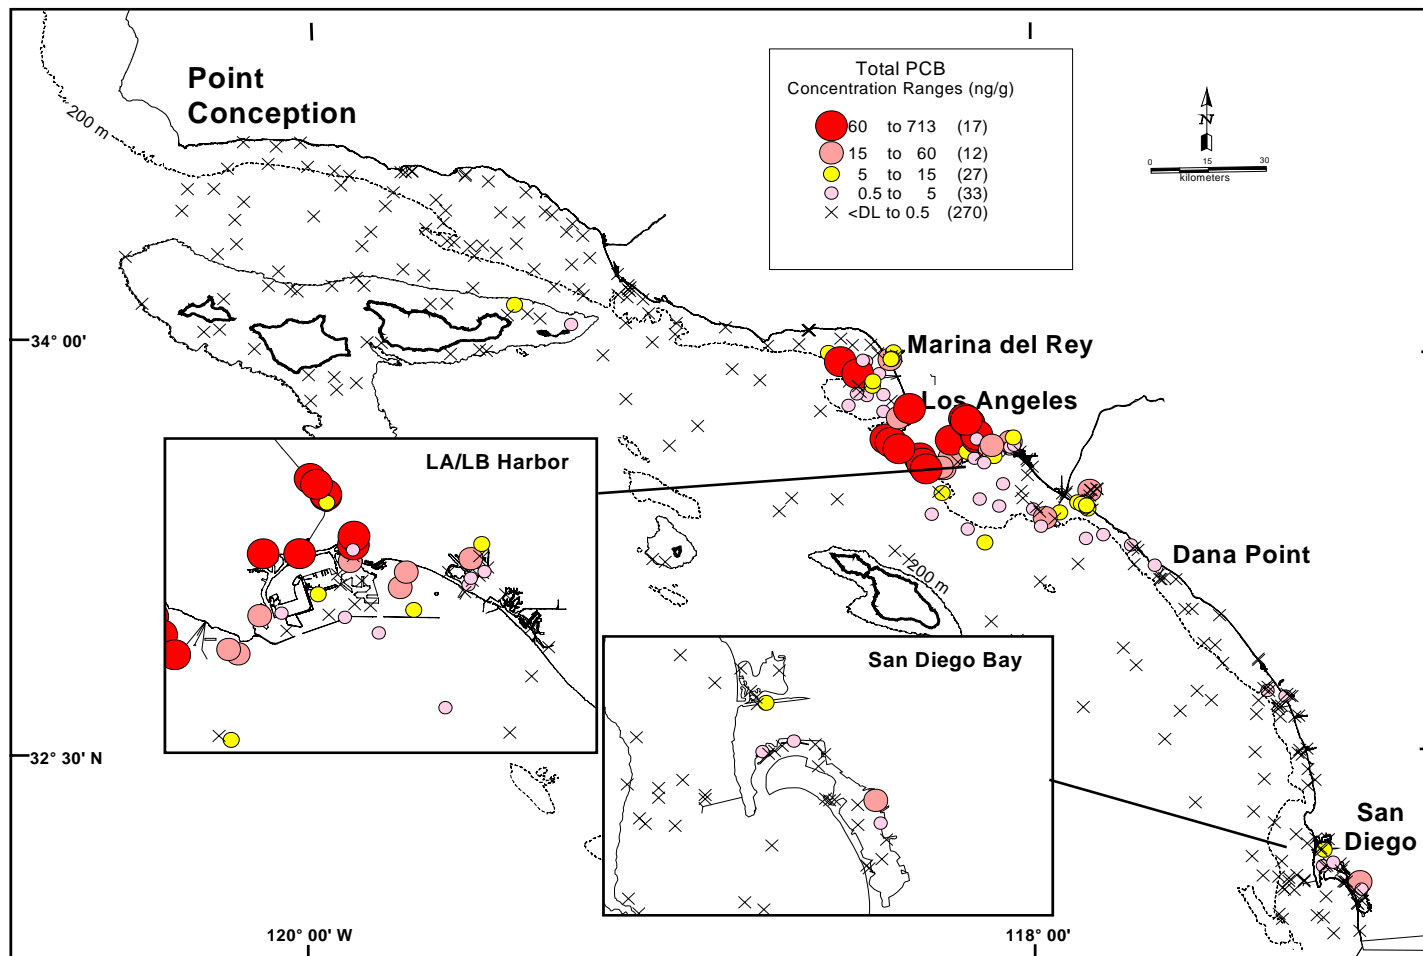 Point
Conception
200 m
Total PCB
Concentration Ranges (ng/g)
60 to 713 (17)
15 to 60 (12)
5 to 15 (27)
0.5 to 5 (33)
<DL to 0.5 (270)
N
0 15 30
kilometers
34° 00'
Marina del Rey
Los Angeles
LA/LB Harbor
Dana Point
200 m
San Diego Bay
32° 30' N
San
Diego
120° 00' W
118° 00'